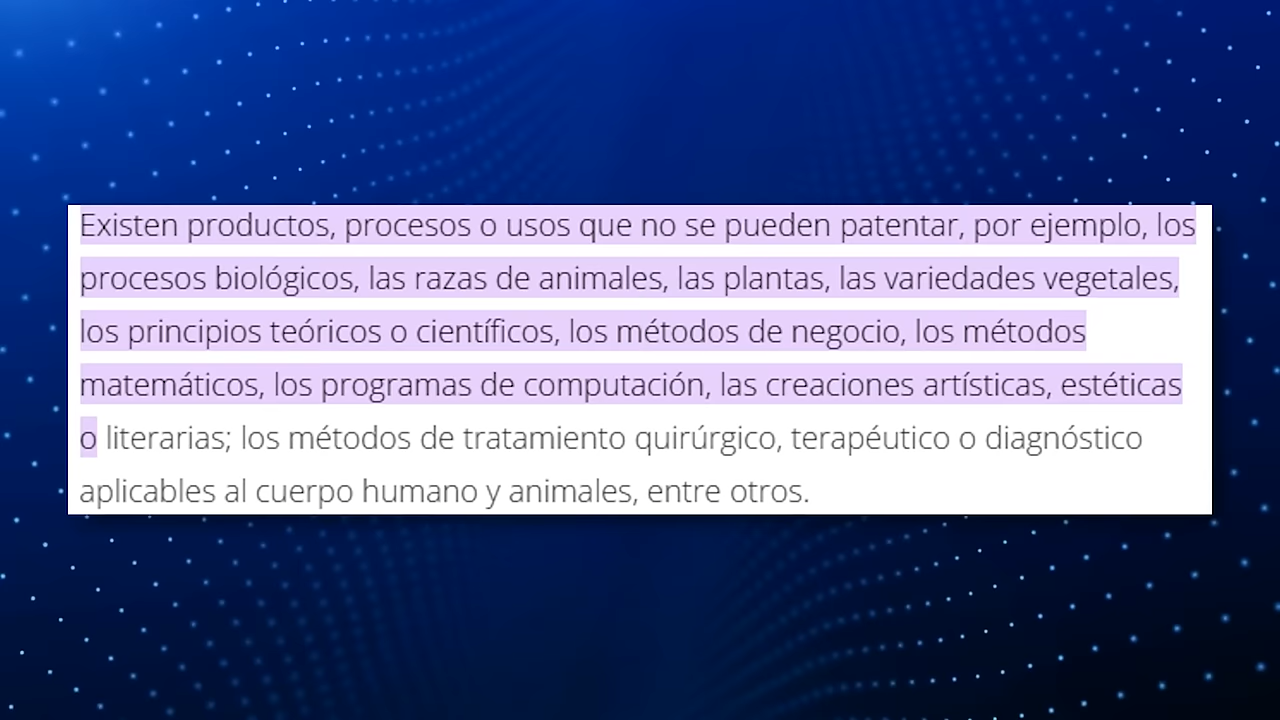 Existen productos, procesos o usos que no se pueden patentar, por ejemplo, los
procesos biológicos, las razas de animales, las plantas, las variedades vegetales,
los principios teóricos o científicos, los métodos de negocio, los métodos
matemáticos, los programas de computación, las creaciones artísticas, estéticas
o literarias; los métodos de tratamiento quirúrgico, terapéutico o diagnóstico
aplicables al cuerpo humano y animales, entre otros.